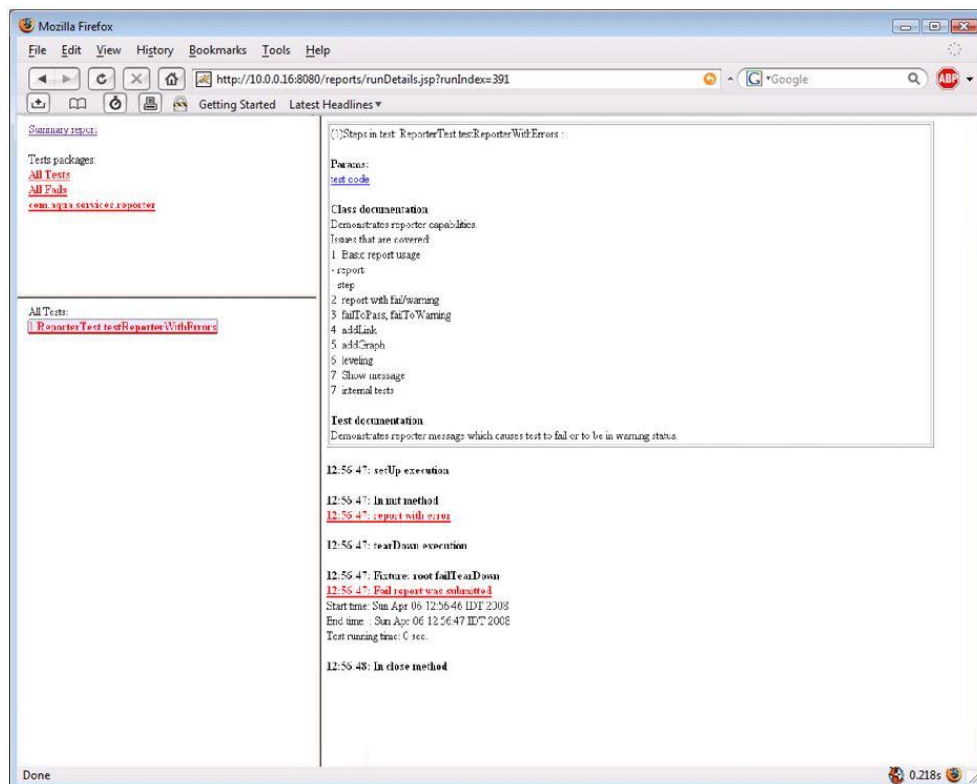 Mozilla Firefox
File Edit View History Bookmarks Tools Help
http://10.0.0.16:8080/reports/runDetails.jsp?runIndex=391
Google
ABP
Getting Started Latest Headlines
Summary report
Tests packages:
All Tests
All Fails
com.aqua.services.reporter
All Tests:
1 ReporterTest testReporterWithErrors
(1)Steps in test: ReporterTest testReporterWithErrors :
Params:
test code
Class documentation
Demonstrates reporter capabilities.
Issues that are covered
1. Basic report usage
- report
step
2 report with fail/warning
3 failToPass, failToWarning
4 addLink
5. addGraph
6 leveling
7 Show message
7 internal tests
Test documentation
Demonstrates reporter message which causes test to fail or to be in warning status.
12:56:47: setUp execution
12:56:47: In init method
12:56:47: report with error
12:56:47: tearDown execution
12:56:47: Fixture: root failTearDown
12:56:47: Fail report was submitted
Start time: Sun Apr 06 12:56:46 IDT 2008
End time : Sun Apr 06 12:56:47 IDT 2008
Test running time: 0 sec.
12:56:48: In close method
Done
0.218s